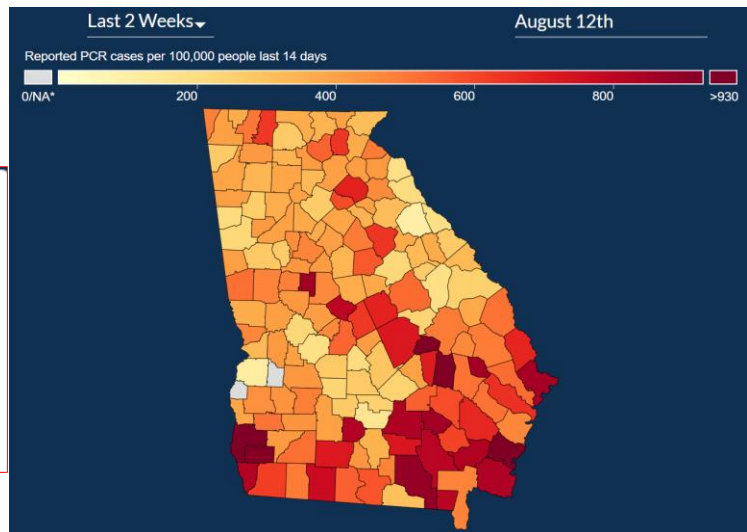 Last 2 Weeks
August 12th
Reported PCR cases per 100,000 people last 14 days
0/NA*
200
400
600
800
>930